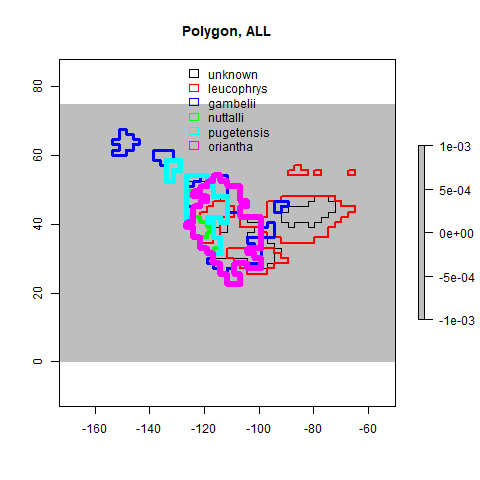 Polygon, ALL
unknown
leucophrys
gambelii
nuttalli
pugetensis
oriantha
80
60
40
20
0
-160 -140 -120 -100 -80 -60
1e-03
5e-04
0e+00
-5e-04
-1e-03